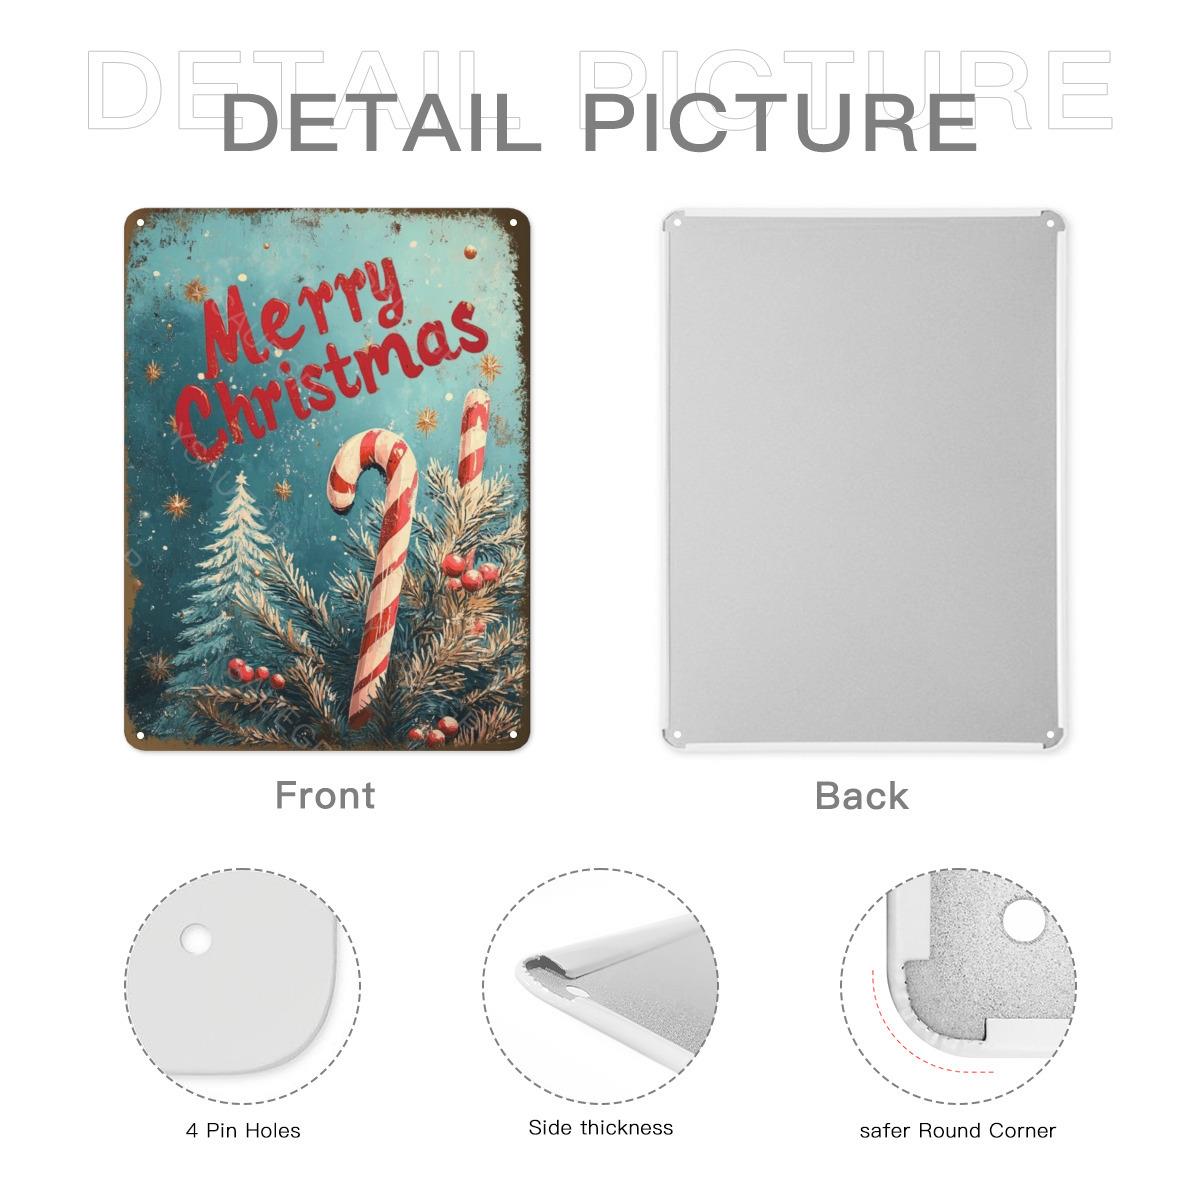 DETAIL PICTURE
DETAIL PICTURE
Merry
Christmas
Front
Back
4 Pin Holes
Side thickness
safer Round Corner